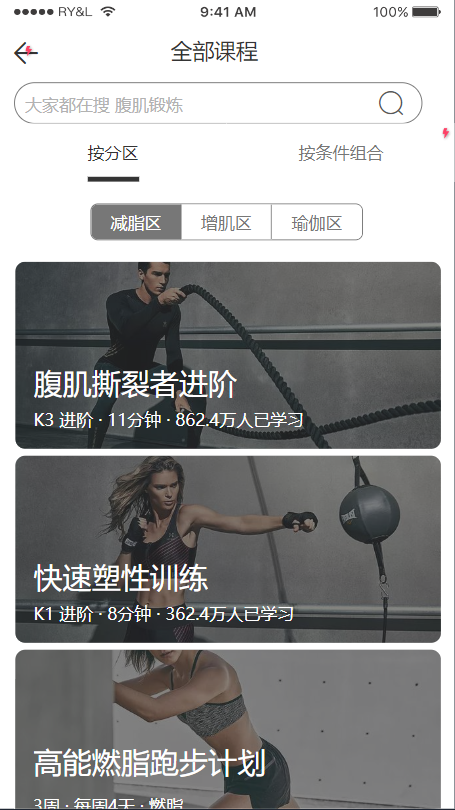 RY&L 9:41 AM 100%
全部课程
大家都在搜 腹肌锻炼
按分区 按条件组合
减脂区 增肌区 瑜伽区
腹肌撕裂者进阶
K3 进阶 · 11分钟 · 862.4万人已学习
EVERLAST
快速塑性训练
K1 进阶 · 8分钟 · 362.4万人已学习
高能燃脂跑步计划
3周 · 每周4天 · 燃脂